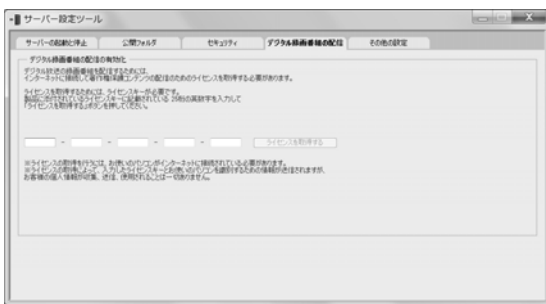 サーバー設定ツール
サーバーの起動と停止
公開フォルダ
セキュリティ
デジタル録画番組の配信
その他の設定
デジタル録画番組の配信の有効化
デジタル放送の録画番組を配信するためには、
インターネットに接続して著作権保護コンテンツの配信のためのライセンスを取得する必要があります。
ライセンスを取得するためには、ライセンスキーが必要です。
製品に添付されているライセンスキーに記載されている 25桁の英数字を入力して
「ライセンスを取得する」ボタンを押してください。
- - - -
ライセンスを取得する
※ライセンスの取得を行うには、お使いのパソコンがインターネットに接続されている必要があります。
※ライセンスの取得によって、入力したライセンスキーとお使いのパソコンを識別するための情報が送信されますが、
お客様の個人情報が収集、送信、使用されることは一切ありません。